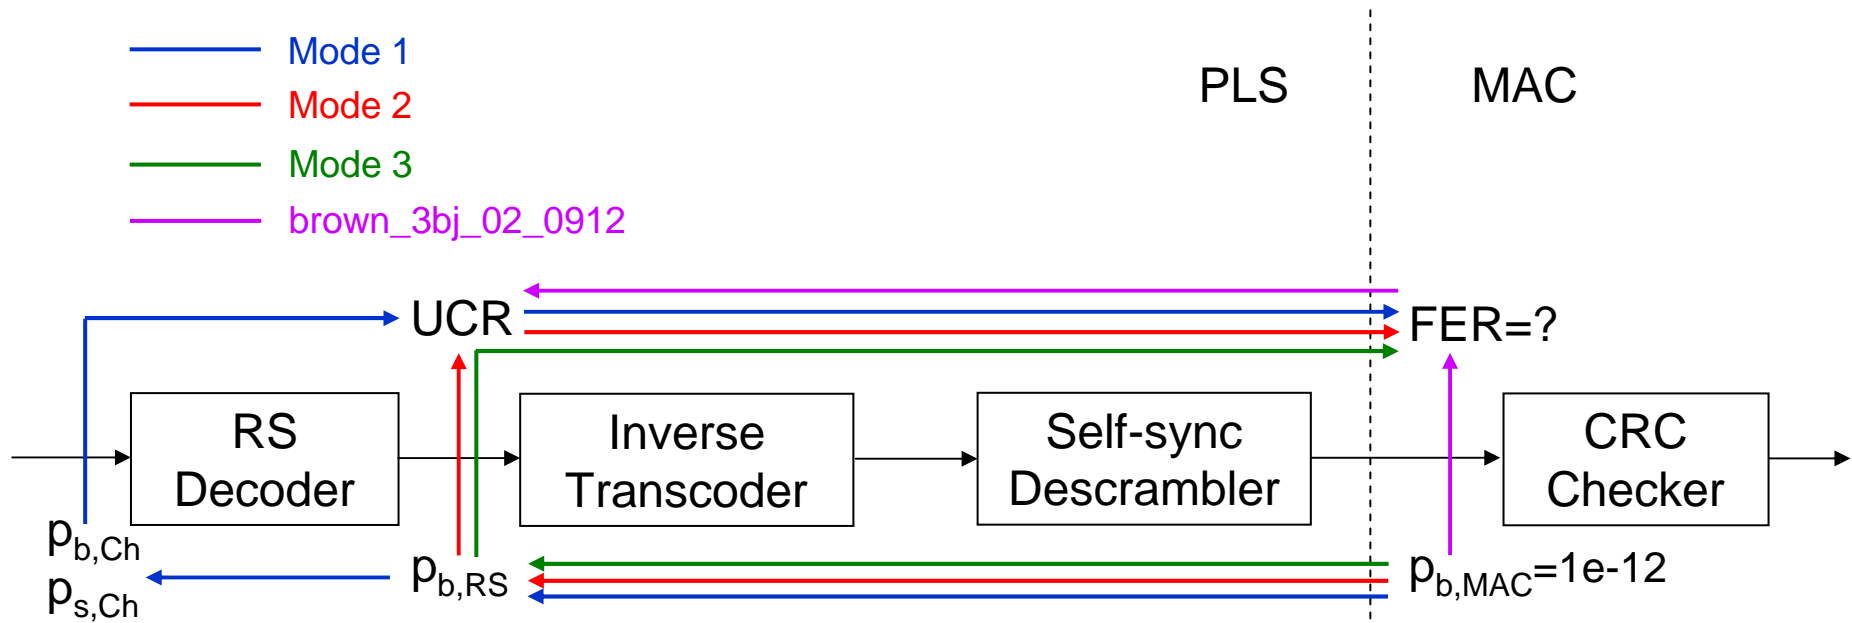 Mode 1
Mode 2
Mode 3
brown_3bj_02_0912
PLS
MAC
UCR
FER=?
RS
Decoder
Inverse
Transcoder
Self-sync
Descrambler
CRC
Checker
pb,Ch
ps,Ch
pb,RS
pb,MAC=1e-12